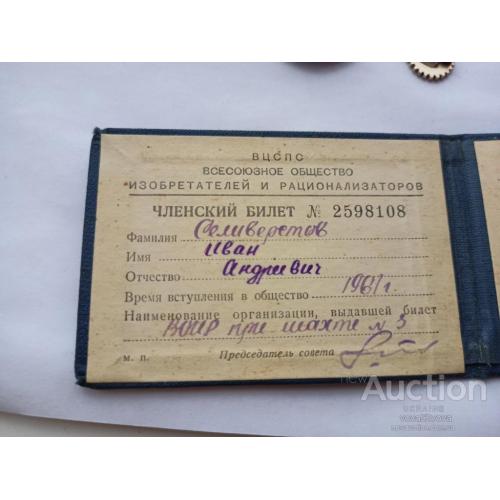 ВЦСПС
ВСЕСОЮЗНОЕ ОБЩЕСТВО
ИЗОБРЕТАТЕЛЕЙ И РАЦИОНАЛИЗАТОРОВ
ЧЛЕНСКИЙ БИЛЕТ № 2598108
Фамилия Селиверстов
Имя Иван
Отчество Андреевич
Время вступления в общество 1961 г.
Наименование организации, выдавшей билет
ВОИР при шахте № 3
м. п. Председатель совета
Auction
UKRAINE